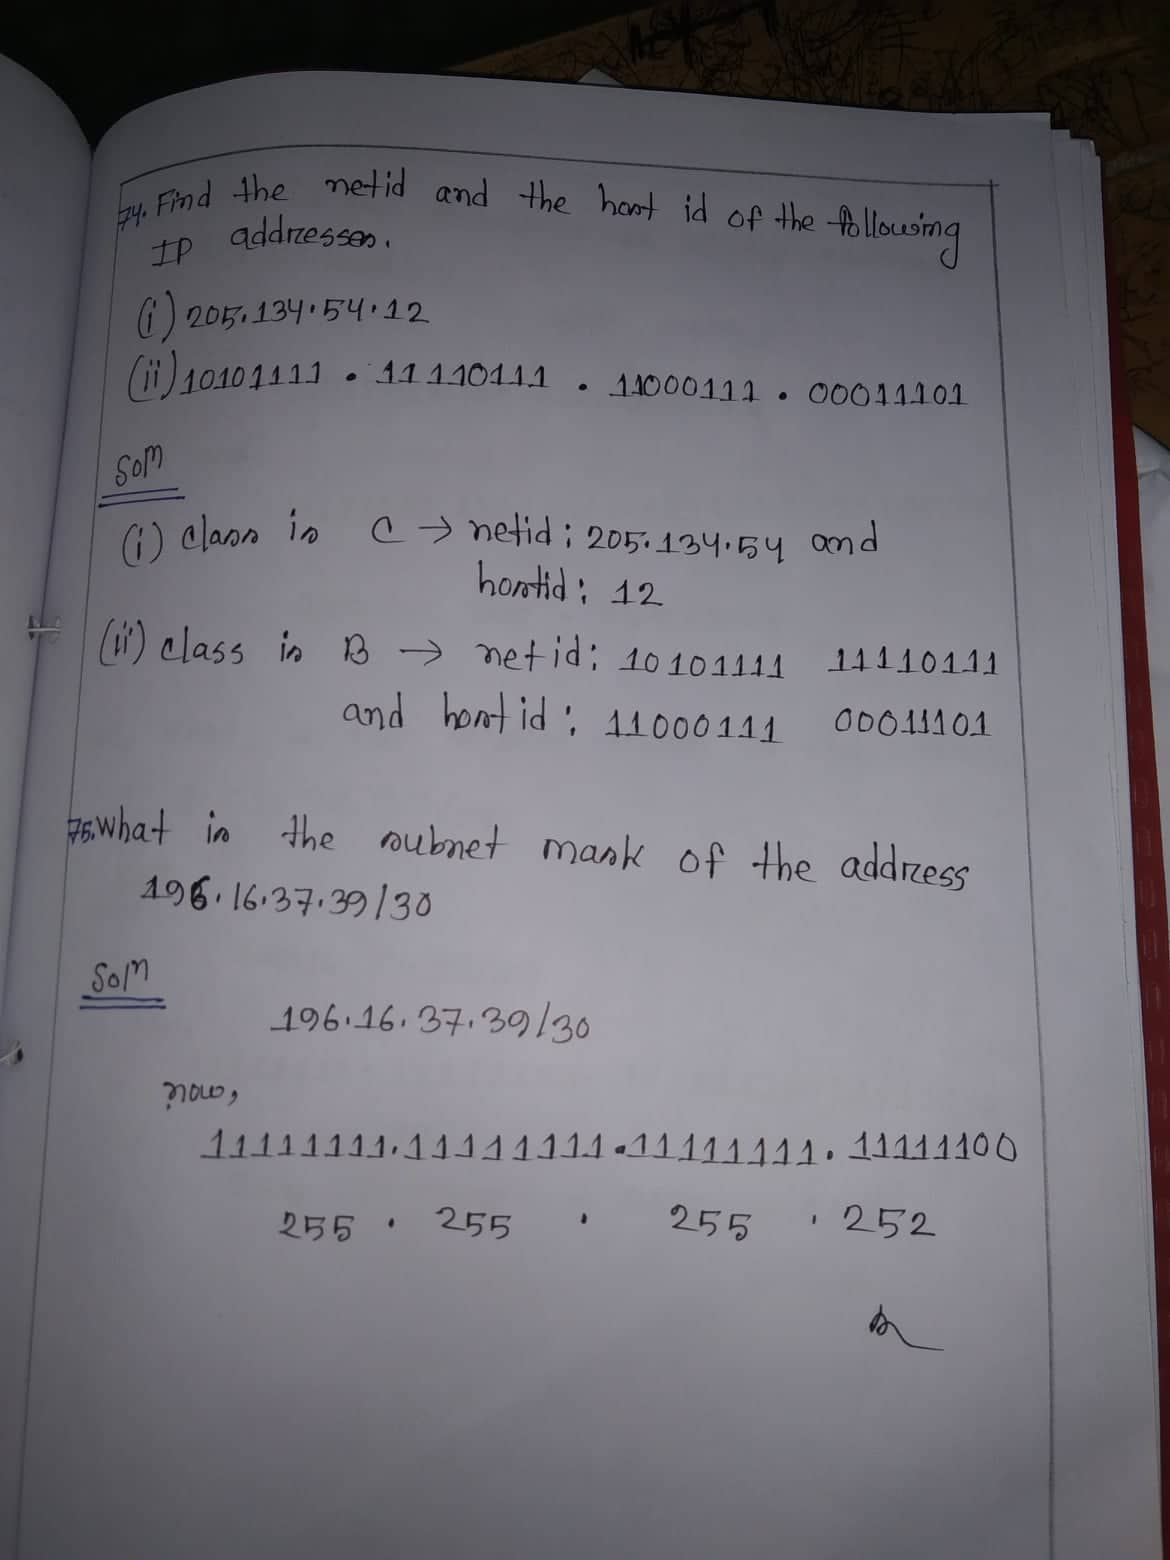 74. Find the netid and the host id of the following
IP addresses.
(i) 205.134.54.12
(ii) 10101111 . 11110111 . 11000111 . 00011101
Soln
(i) class is C → netid: 205.134.54 and
hostid: 12
(ii) class is B → netid: 10101111 11110111
and host id: 11000111 00011101
75. What is the subnet mask of the address
196.16.37.39/30
Soln
196.16.37.39/30
now,
11111111.11111111.11111111.11111100
255 . 255 . 255 . 252